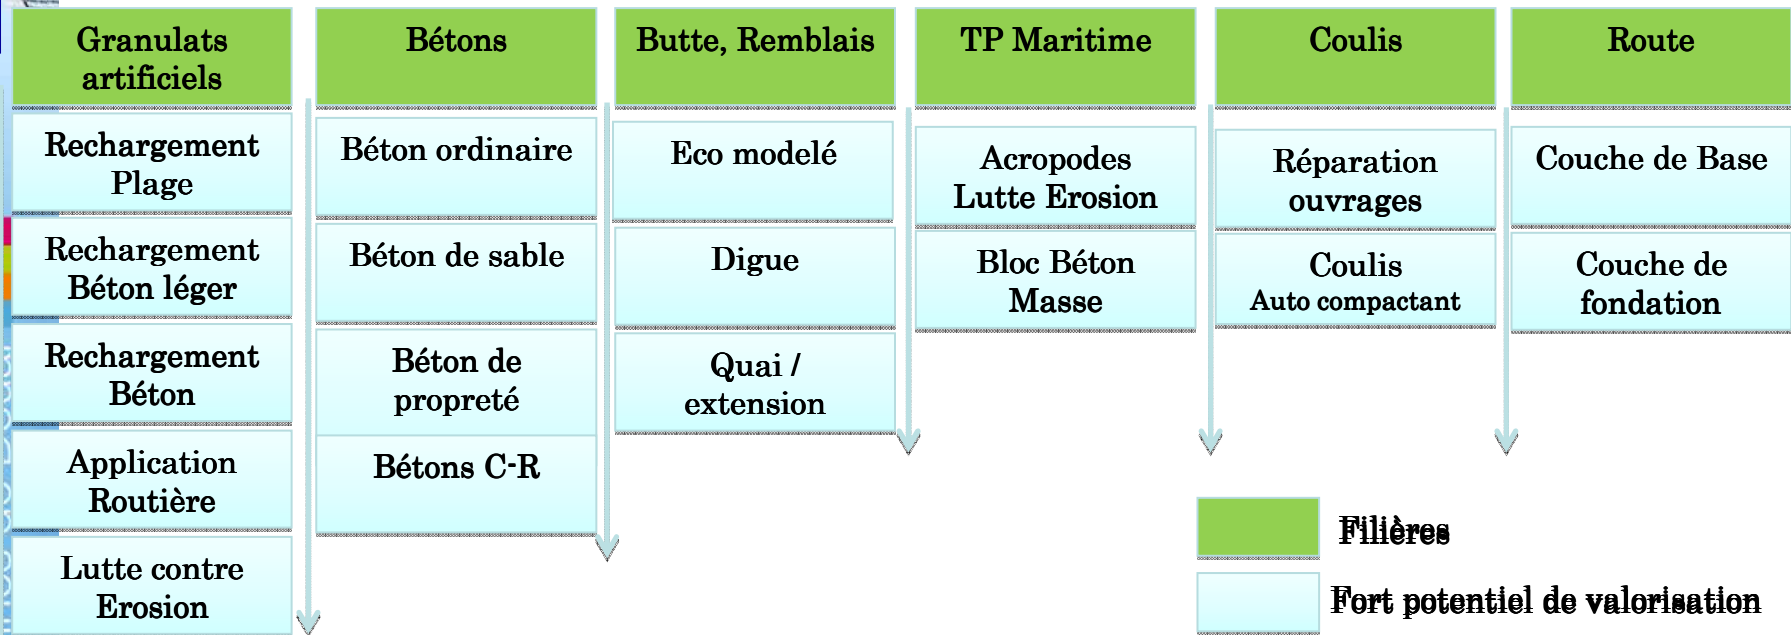 Granulats
artificiels
Bétons
Butte, Remblais
TP Maritime
Coulis
Route
Rechargement
Plage
Béton ordinaire
Eco modelé
Acropodes
Lutte Erosion
Réparation
ouvrages
Couche de Base
Rechargement
Béton léger
Béton de sable
Digue
Bloc Béton
Masse
Coulis
Auto compactant
Couche de
fondation
Rechargement
Béton
Béton de
propreté
Quai /
extension
Application
Routière
Bétons C-R
Lutte contre
Erosion
Filières
Fort potentiel de valorisation